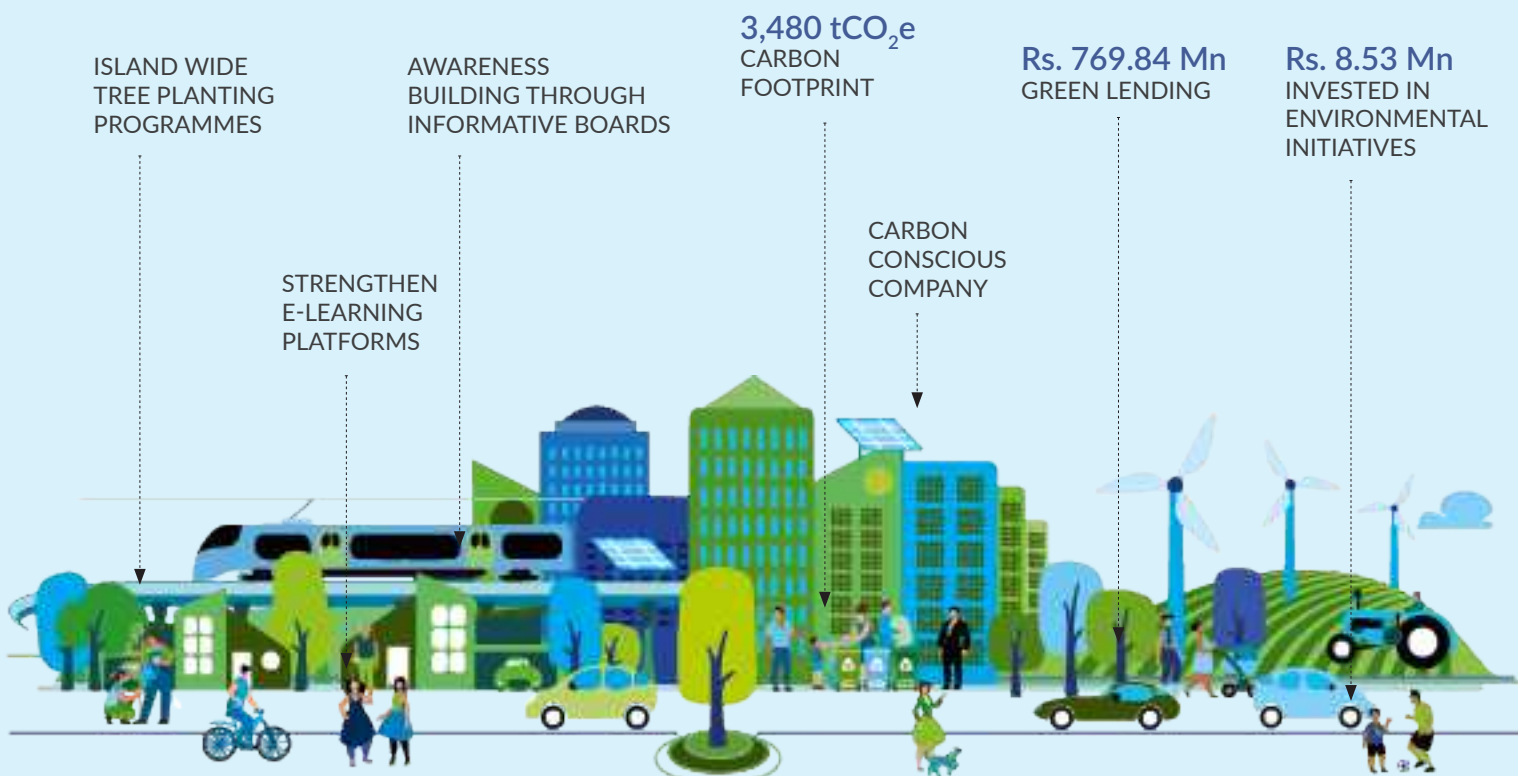 ISLAND WIDE
TREE PLANTING
PROGRAMMES
STRENGTHEN
E-LEARNING
PLATFORMS
AWARENESS
BUILDING THROUGH
INFORMATIVE BOARDS
3,480 tCO₂e
CARBON
FOOTPRINT
CARBON
CONSCIOUS
COMPANY
Rs. 769.84 Mn
GREEN LENDING
Rs. 8.53 Mn
INVESTED IN
ENVIRONMENTAL
INITIATIVES